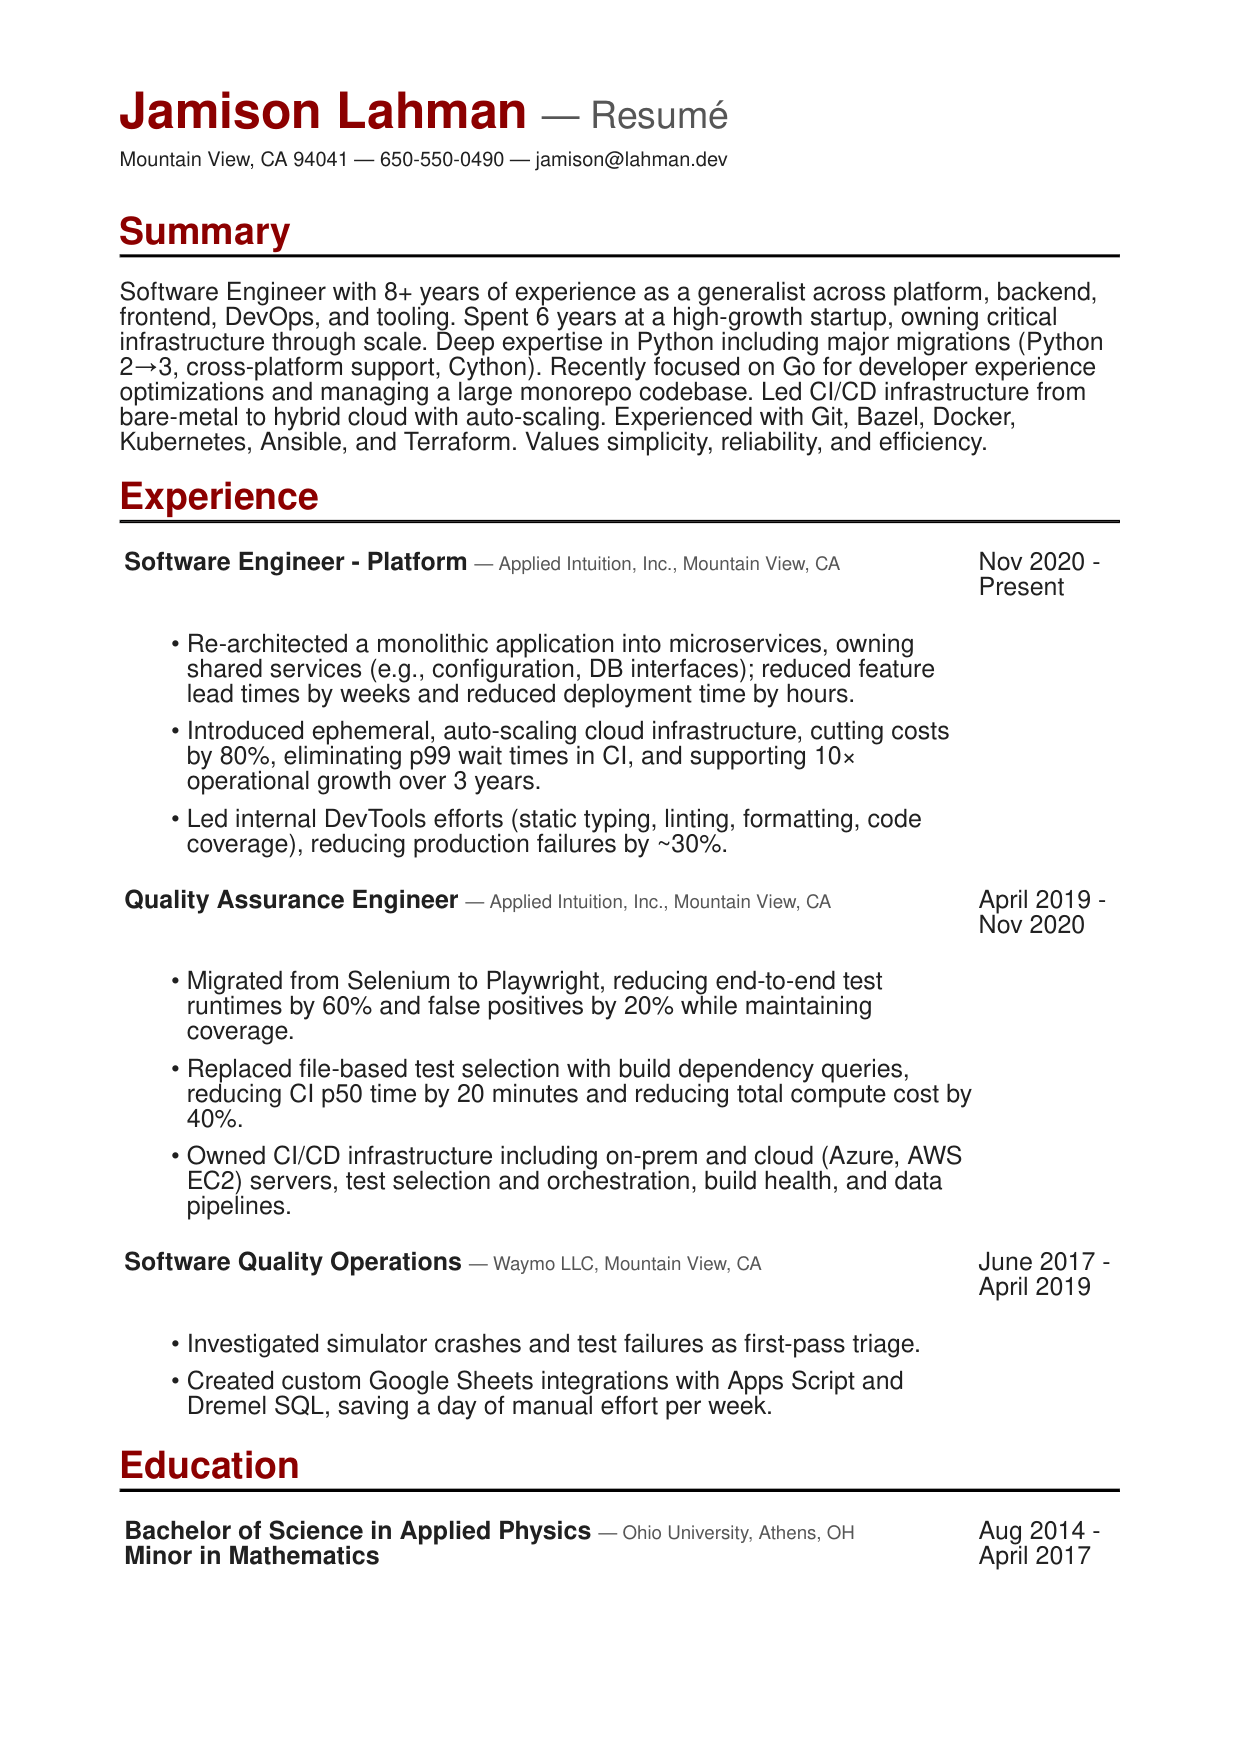 Jamison Lahman — Resumé
Mountain View, CA 94041 — 650-550-0490 — jamison@lahman.dev
Summary
Software Engineer with 8+ years of experience as a generalist across platform, backend,
frontend, DevOps, and tooling. Spent 6 years at a high-growth startup, owning critical
infrastructure through scale. Deep expertise in Python including major migrations (Python
2→3, cross-platform support, Cython). Recently focused on Go for developer experience
optimizations and managing a large monorepo codebase. Led CI/CD infrastructure from
bare-metal to hybrid cloud with auto-scaling. Experienced with Git, Bazel, Docker,
Kubernetes, Ansible, and Terraform. Values simplicity, reliability, and efficiency.
Experience
Software Engineer - Platform — Applied Intuition, Inc., Mountain View, CA Nov 2020 -
Present
• Re-architected a monolithic application into microservices, owning
shared services (e.g., configuration, DB interfaces); reduced feature
lead times by weeks and reduced deployment time by hours.
• Introduced ephemeral, auto-scaling cloud infrastructure, cutting costs
by 80%, eliminating p99 wait times in CI, and supporting 10×
operational growth over 3 years.
• Led internal DevTools efforts (static typing, linting, formatting, code
coverage), reducing production failures by ~30%.
Quality Assurance Engineer — Applied Intuition, Inc., Mountain View, CA April 2019 -
Nov 2020
• Migrated from Selenium to Playwright, reducing end-to-end test
runtimes by 60% and false positives by 20% while maintaining
coverage.
• Replaced file-based test selection with build dependency queries,
reducing CI p50 time by 20 minutes and reducing total compute cost by
40%.
• Owned CI/CD infrastructure including on-prem and cloud (Azure, AWS
EC2) servers, test selection and orchestration, build health, and data
pipelines.
Software Quality Operations — Waymo LLC, Mountain View, CA June 2017 -
April 2019
• Investigated simulator crashes and test failures as first-pass triage.
• Created custom Google Sheets integrations with Apps Script and
Dremel SQL, saving a day of manual effort per week.
Education
Bachelor of Science in Applied Physics — Ohio University, Athens, OH Aug 2014 -
Minor in Mathematics April 2017